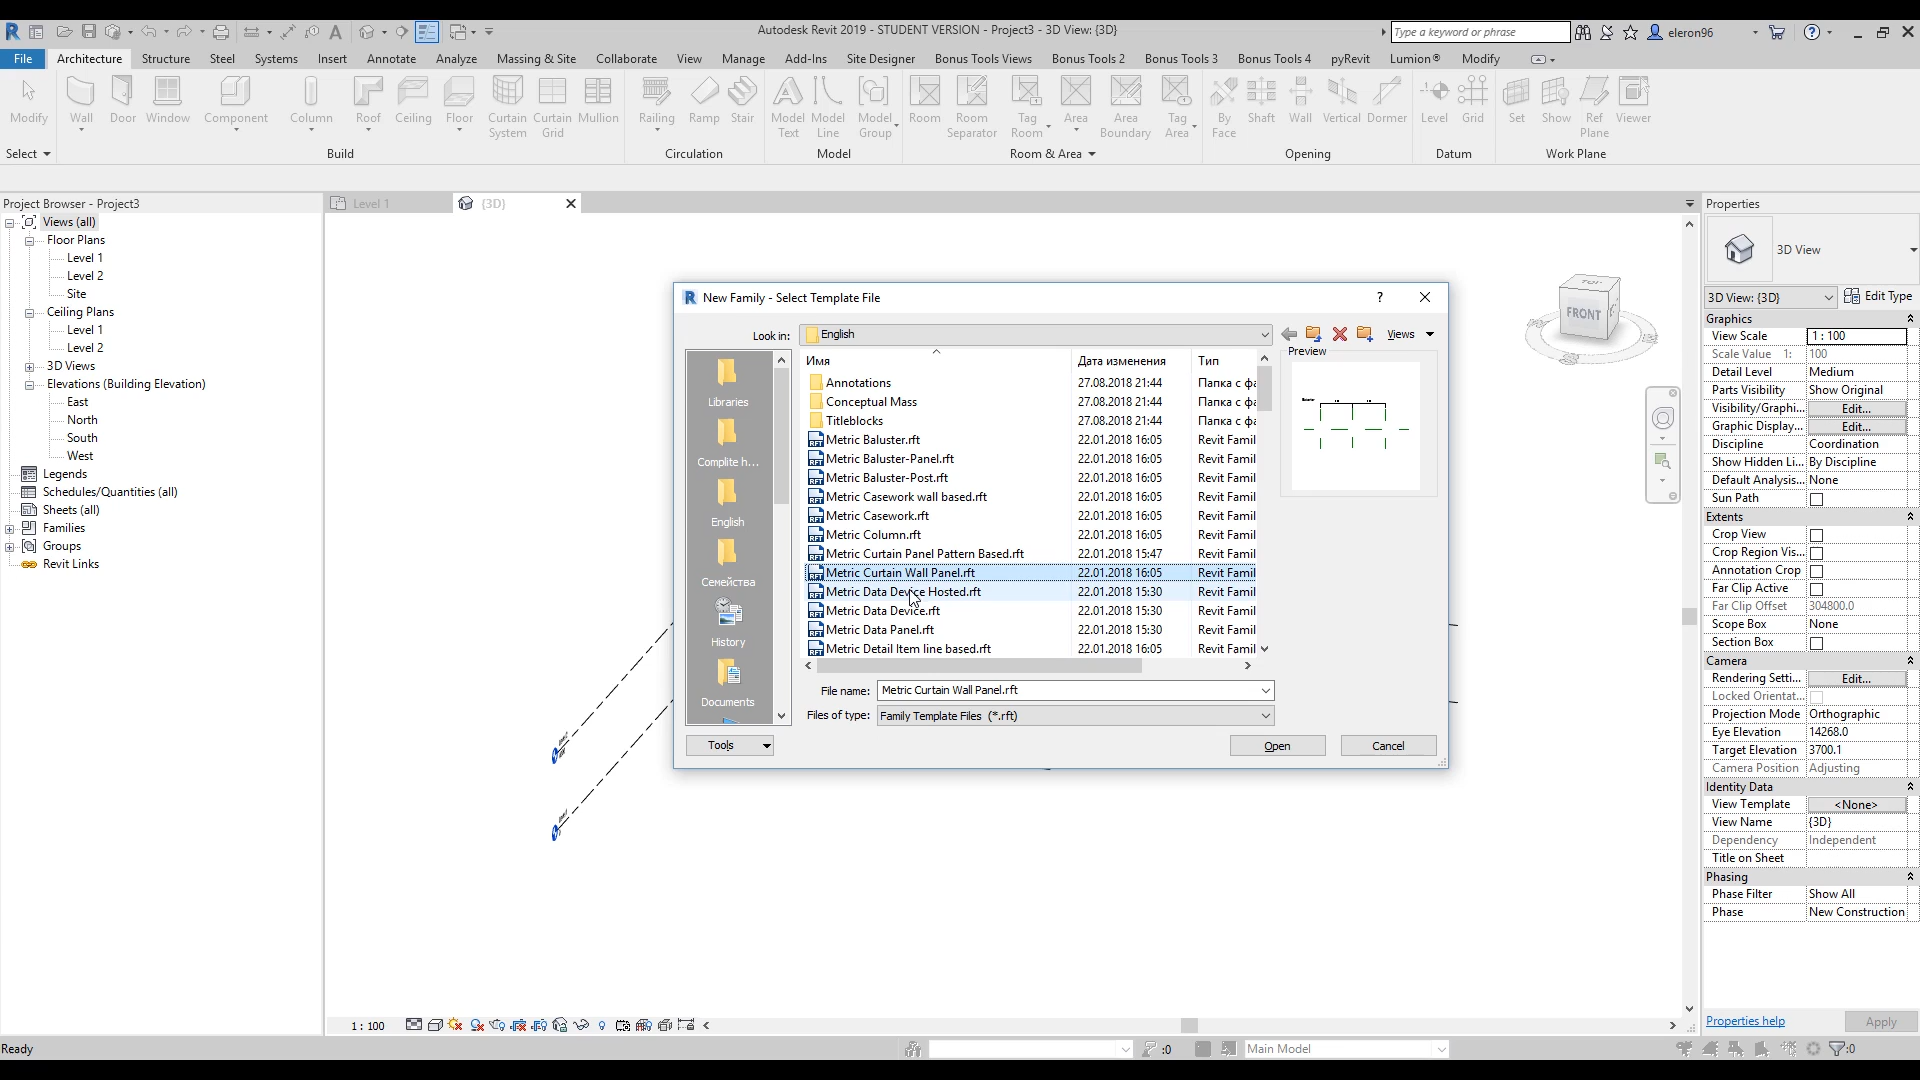 Autodesk Revit 2019 - STUDENT VERSION - Project3 - 3D View: {3D}
Type a keyword or phrase
eleron96
File Architecture Structure Steel Systems Insert Annotate Analyze Massing & Site Collaborate View Manage Add-Ins Site Designer Bonus Tools Views Bonus Tools 2 Bonus Tools 3 Bonus Tools 4 pyRevit Lumion® Modify
Modify Wall Door Window Component Column Roof Ceiling Floor Curtain System Curtain Grid Mullion Railing Ramp Stair Model Text Model Line Model Group Room Room Separator Tag Room Area Area Boundary Tag Area By Face Shaft Wall Vertical Dormer Level Grid Set Show Ref Plane Viewer
Select Build Circulation Model Room & Area Opening Datum Work Plane
Project Browser - Project3
Views (all)
Floor Plans
Level 1
Level 2
Site
Ceiling Plans
Level 1
Level 2
3D Views
Elevations (Building Elevation)
East
North
South
West
Legends
Schedules/Quantities (all)
Sheets (all)
Families
Groups
Revit Links
Level 1
{3D}
FRONT
New Family - Select Template File
?
Look in: English
Views
Preview
Libraries
Complite h...
English
Семейства
History
Documents
Имя Дата изменения Тип
Annotations 27.08.2018 21:44 Папка с фа
Conceptual Mass 27.08.2018 21:44 Папка с фа
Titleblocks 27.08.2018 21:44 Папка с фа
Metric Baluster.rft 22.01.2018 16:05 Revit Famil
Metric Baluster-Panel.rft 22.01.2018 16:05 Revit Famil
Metric Baluster-Post.rft 22.01.2018 16:05 Revit Famil
Metric Casework wall based.rft 22.01.2018 16:05 Revit Famil
Metric Casework.rft 22.01.2018 16:05 Revit Famil
Metric Column.rft 22.01.2018 16:05 Revit Famil
Metric Curtain Panel Pattern Based.rft 22.01.2018 15:47 Revit Famil
Metric Curtain Wall Panel.rft 22.01.2018 16:05 Revit Famil
Metric Data Device Hosted.rft 22.01.2018 15:30 Revit Famil
Metric Data Device.rft 22.01.2018 15:30 Revit Famil
Metric Data Panel.rft 22.01.2018 15:30 Revit Famil
Metric Detail Item line based.rft 22.01.2018 16:05 Revit Famil
File name: Metric Curtain Wall Panel.rft
Files of type: Family Template Files (*.rft)
Tools
Open
Cancel
Properties
3D View
3D View: {3D} Edit Type
Graphics
View Scale 1 : 100
Scale Value 1: 100
Detail Level Medium
Parts Visibility Show Original
Visibility/Graphi... Edit...
Graphic Display... Edit...
Discipline Coordination
Show Hidden Li... By Discipline
Default Analysis... None
Sun Path
Extents
Crop View
Crop Region Vis...
Annotation Crop
Far Clip Active
Far Clip Offset 304800.0
Scope Box None
Section Box
Camera
Rendering Setti... Edit...
Locked Orientat...
Projection Mode Orthographic
Eye Elevation 14268.0
Target Elevation 3700.1
Camera Position Adjusting
Identity Data
View Template <None>
View Name {3D}
Dependency Independent
Title on Sheet
Phasing
Phase Filter Show All
Phase New Construction
Properties help
Apply
1 : 100
Ready
:0
Main Model
:0